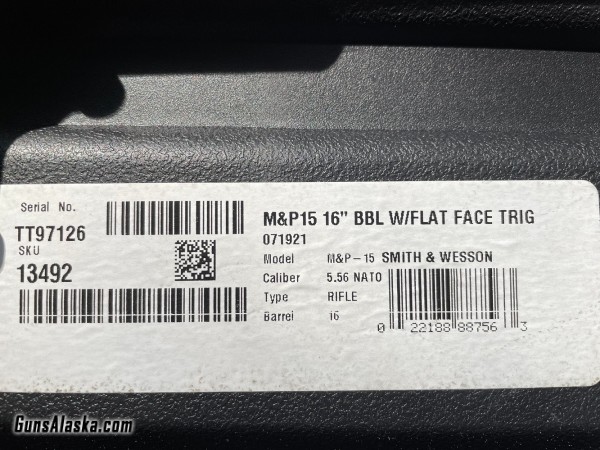 Serial No.
TT97126
SKU
13492
M&P15 16” BBL W/FLAT FACE TRIG
071921
Model M&P-15 SMITH & WESSON
Caliber 5.56 NATO
Type RIFLE
Barrel 16
0 22188 88756 3
GunsAlaska.com